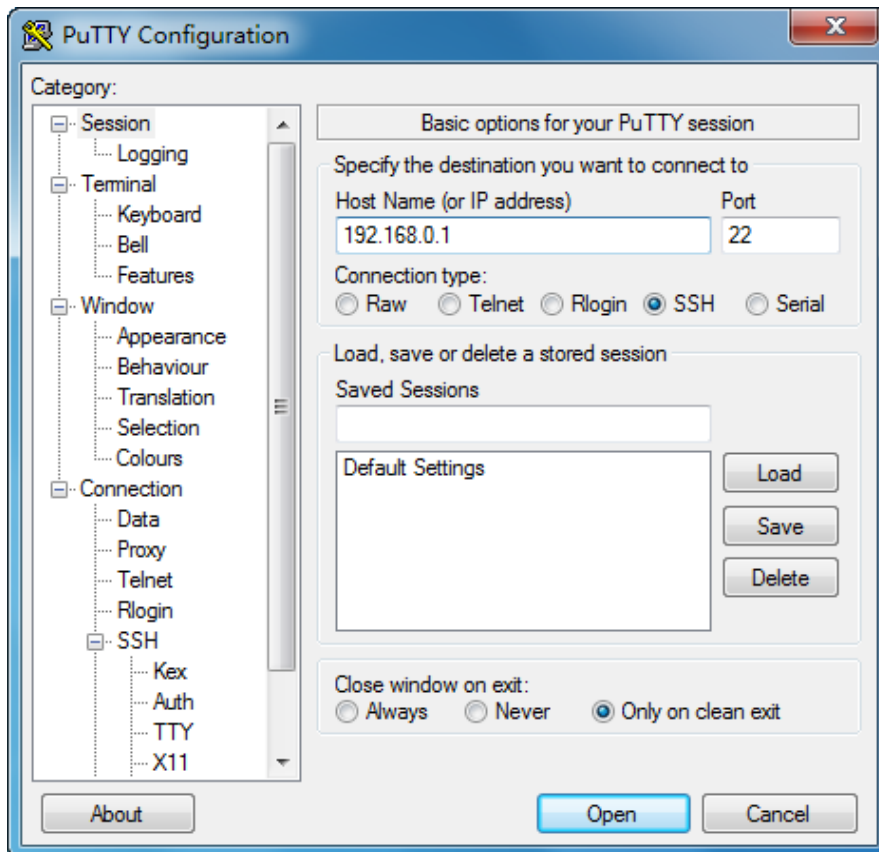 PuTTY Configuration
Category:
Session
Logging
Terminal
Keyboard
Bell
Features
Window
Appearance
Behaviour
Translation
Selection
Colours
Connection
Data
Proxy
Telnet
Rlogin
SSH
Kex
Auth
TTY
X11
Basic options for your PuTTY session
Specify the destination you want to connect to
Host Name (or IP address) Port
192.168.0.1 22
Connection type:
Raw Telnet Rlogin SSH Serial
Load, save or delete a stored session
Saved Sessions
Default Settings
Load
Save
Delete
Close window on exit:
Always Never Only on clean exit
About Open Cancel